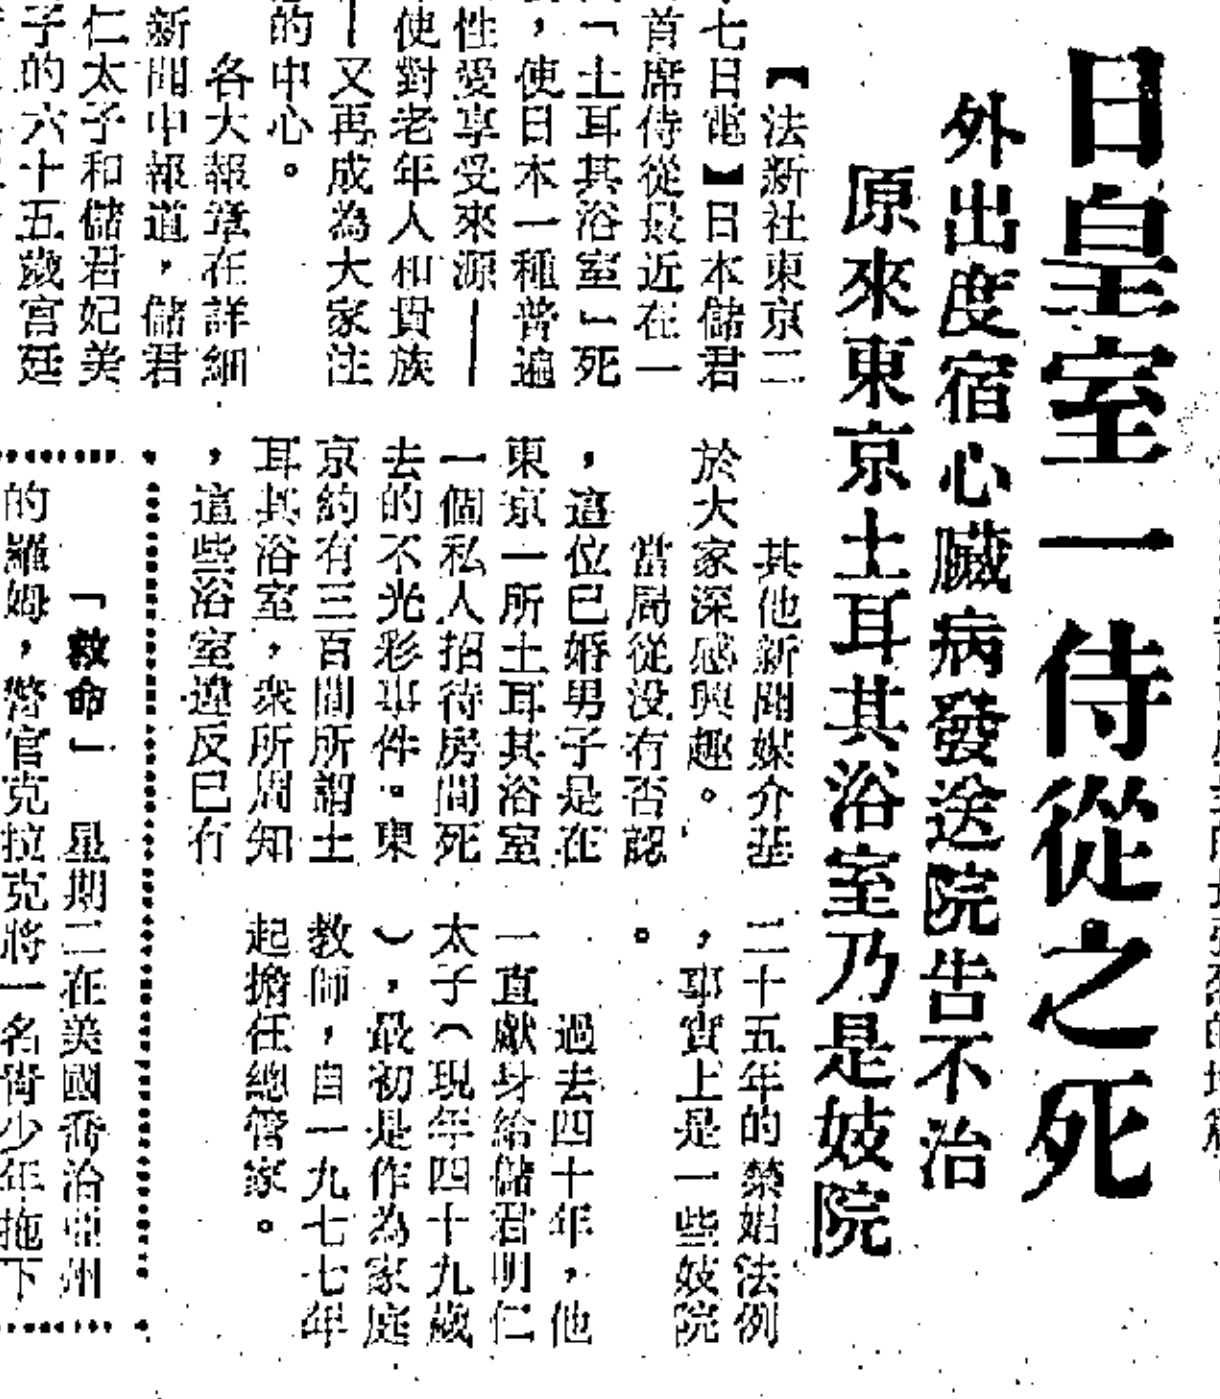 日皇室一侍從之死
外出度宿心臟病發送院告不治
原來東京土耳其浴室乃是妓院
【法新社東京二
七日電】日本儲君
首席侍從最近在一
「土耳其浴室」死
，使日本一種普遍
性愛享受來源——
使對老年人和貴族
—又再成為大家注
的中心。
各大報章在詳細
新聞中報道，儲君
仁太子和儲君妃美
子的六十五歲宮廷
其他新聞媒介基
於大家深感興趣。
當局從没有否認
，這位已婚男子是在
東京一所土耳其浴室
一個私人招待房間死
去的不光彩事件。東
京約有三百間所謂土
耳其浴室，衆所周知
，這些浴室違反已有
二十五年的禁娼法例
，事實上是一些妓院
。
過去四十年，他
一直獻身給儲君明仁
太子（現年四十九歲
），最初是作為家庭
教師，自一九七七年
起擔任總管家。
「救命」 星期二在美國喬治亞州
的羅姆，警官克拉克將一名青少年拖下